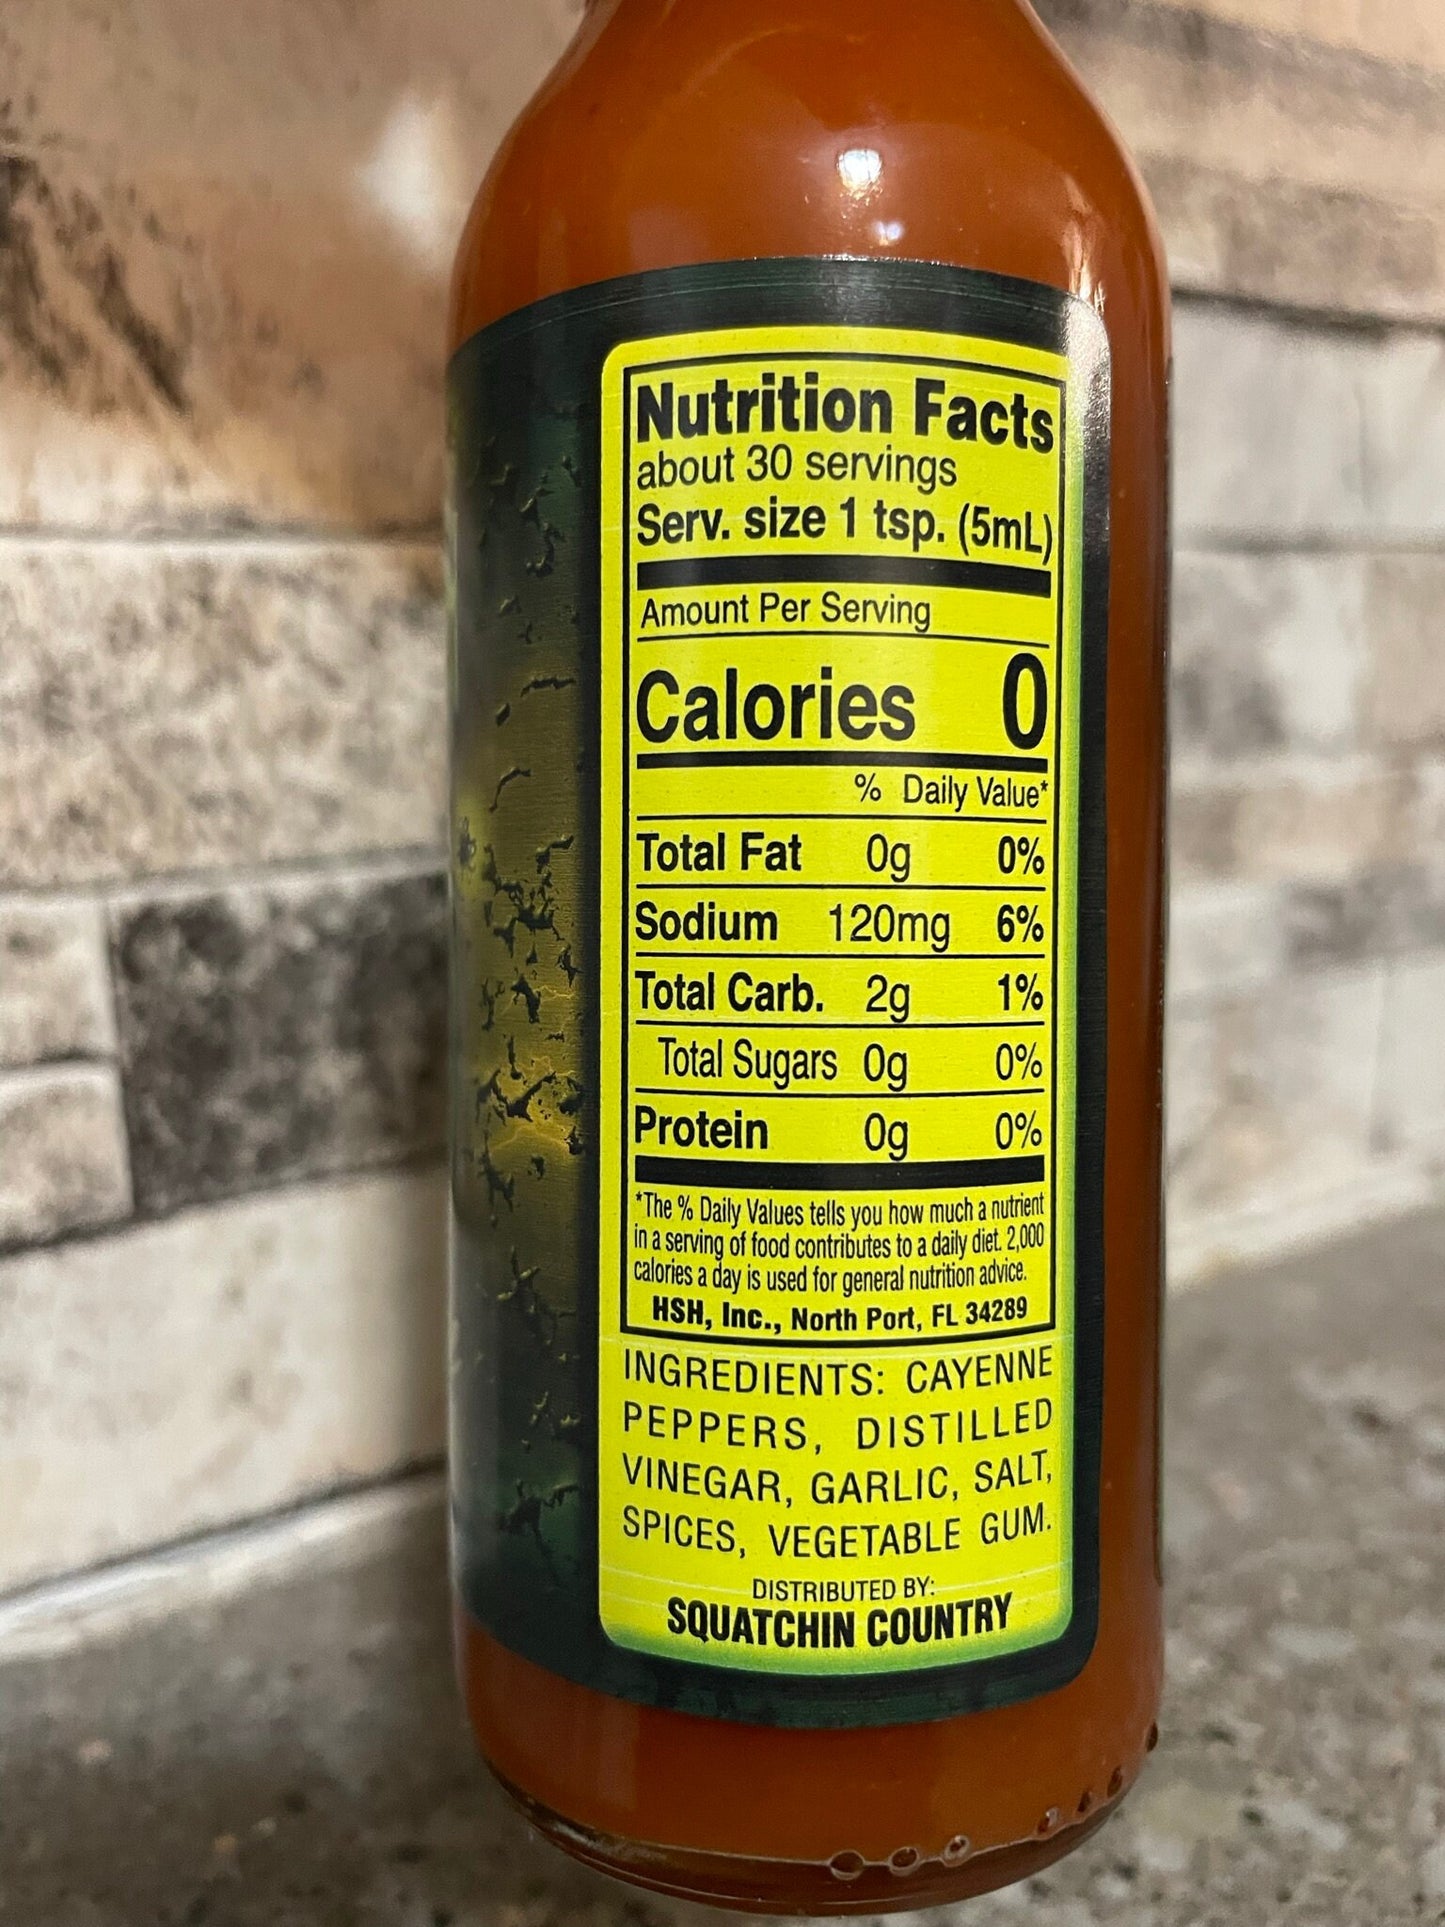 Nutrition Facts
about 30 servings
Serv. size 1 tsp. (5mL)
Amount Per Serving
Calories 0
% Daily Value*
Total Fat 0g 0%
Sodium 120mg 6%
Total Carb. 2g 1%
Total Sugars 0g 0%
Protein 0g 0%
*The % Daily Values tells you how much a nutrient
in a serving of food contributes to a daily diet. 2,000
calories a day is used for general nutrition advice.
HSH, Inc., North Port, FL 34289
INGREDIENTS: CAYENNE
PEPPERS, DISTILLED
VINEGAR, GARLIC, SALT,
SPICES, VEGETABLE GUM.
DISTRIBUTED BY:
SQUATCHIN COUNTRY